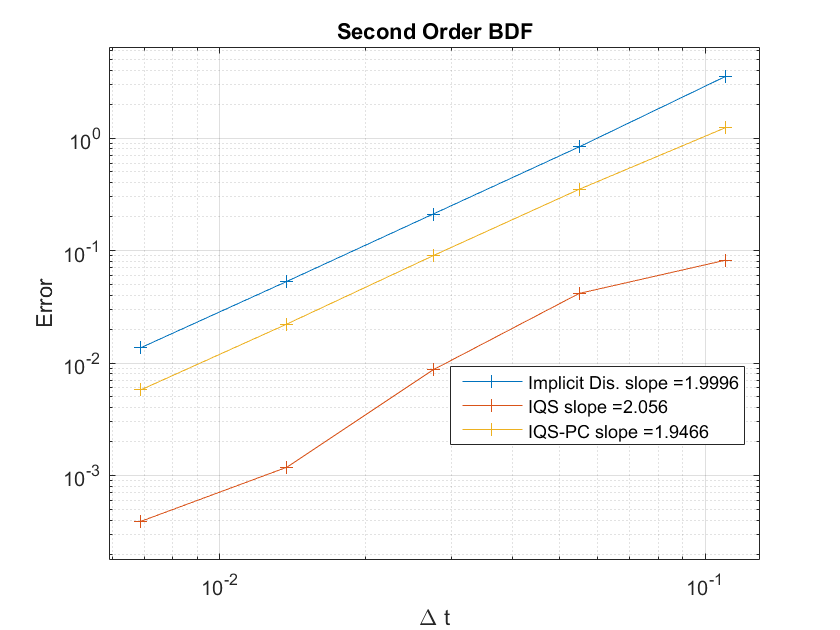 Second Order BDF
10^0
10^-1
10^-2
10^-3
Error
Implicit Dis. slope =1.9996
IQS slope =2.056
IQS-PC slope =1.9466
10^-2
10^-1
Δ t